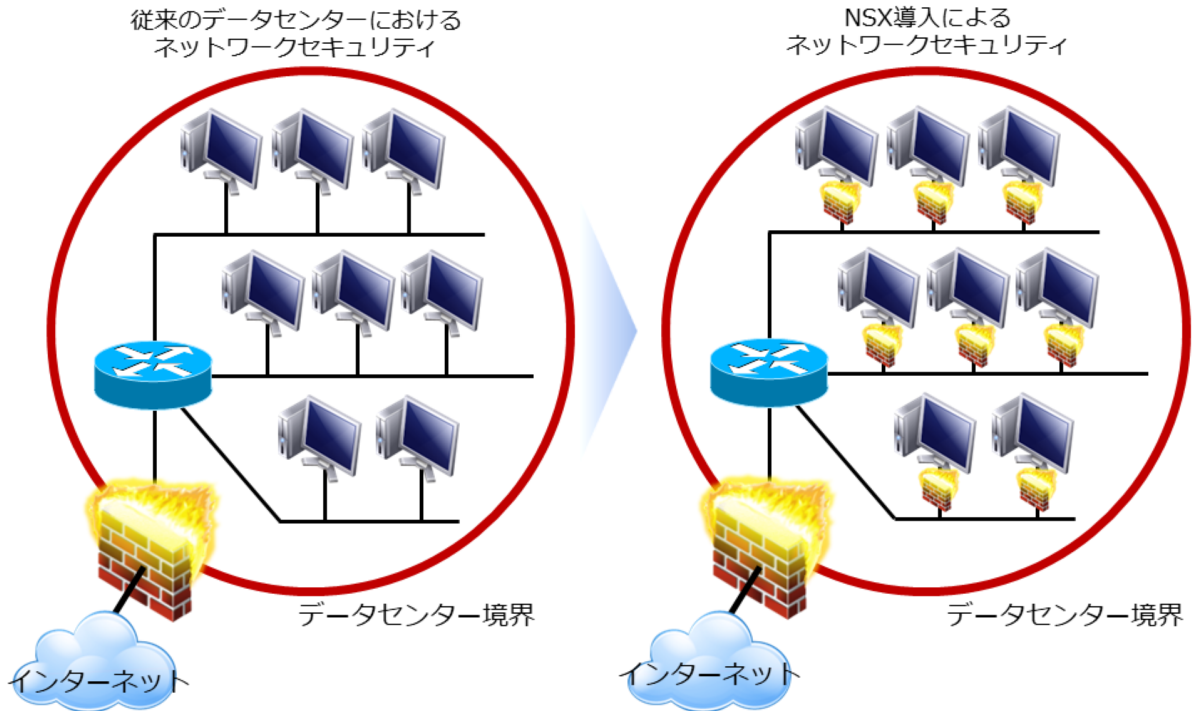 従来のデータセンターにおける
ネットワークセキュリティ
NSX導入による
ネットワークセキュリティ
データセンター境界
インターネット
データセンター境界
インターネット